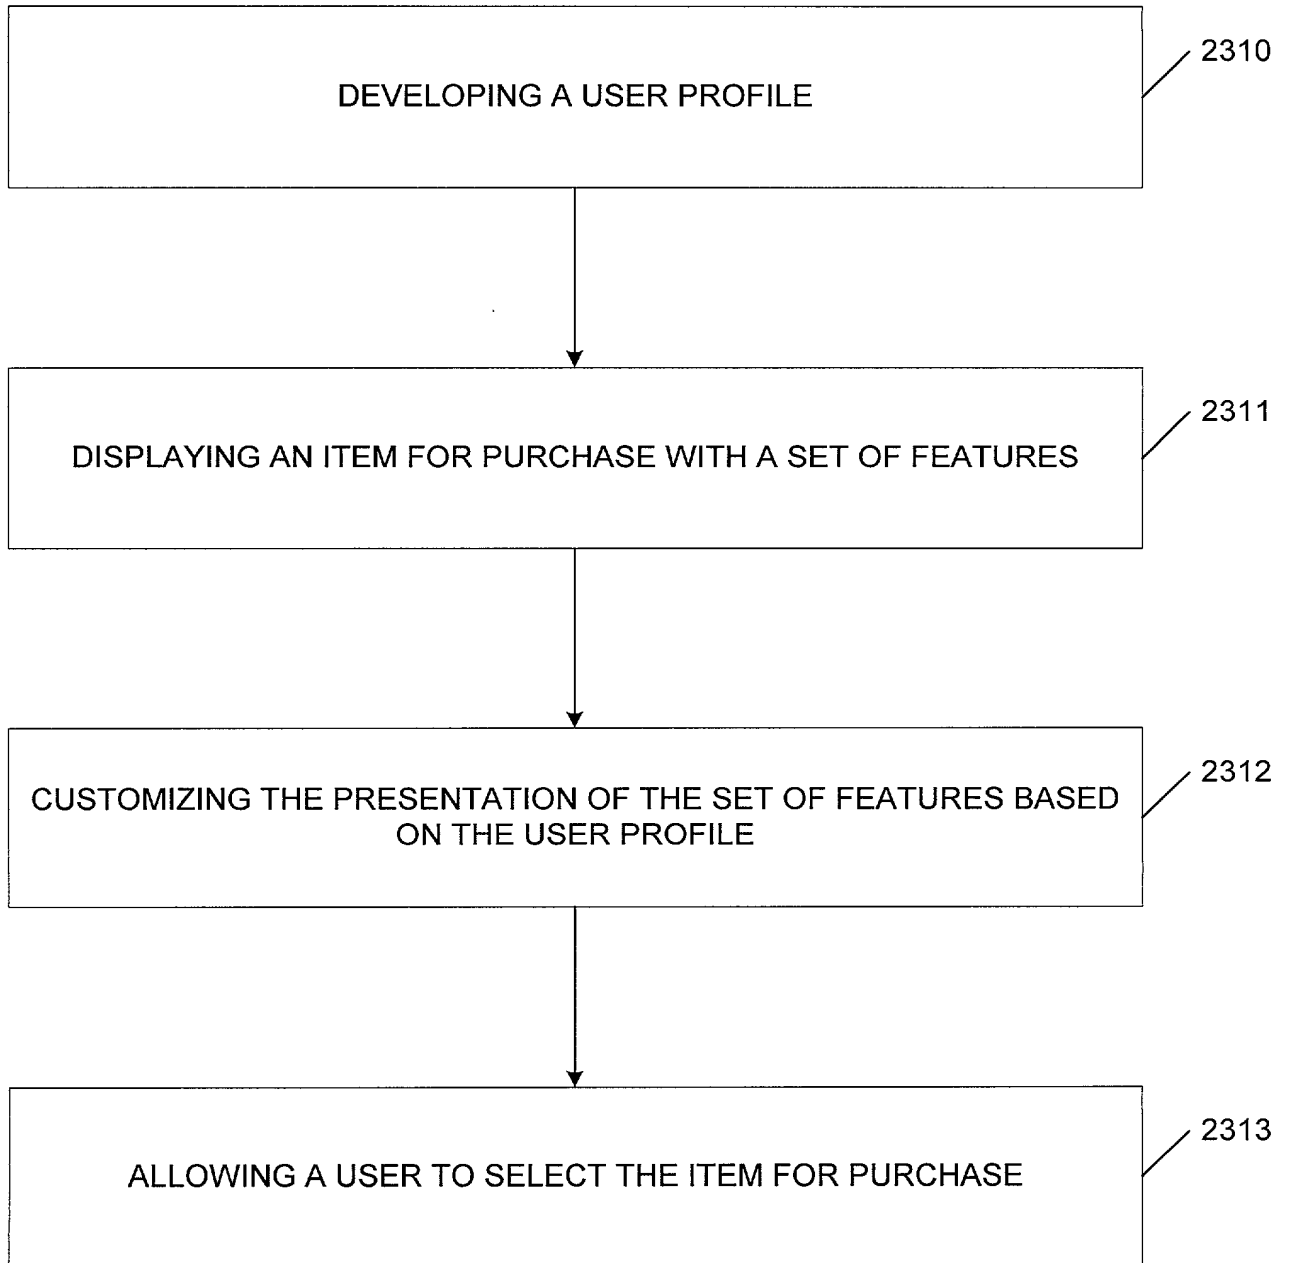 2310
DEVELOPING A USER PROFILE
2311
DISPLAYING AN ITEM FOR PURCHASE WITH A SET OF FEATURES
2312
CUSTOMIZING THE PRESENTATION OF THE SET OF FEATURES BASED
ON THE USER PROFILE
2313
ALLOWING A USER TO SELECT THE ITEM FOR PURCHASE